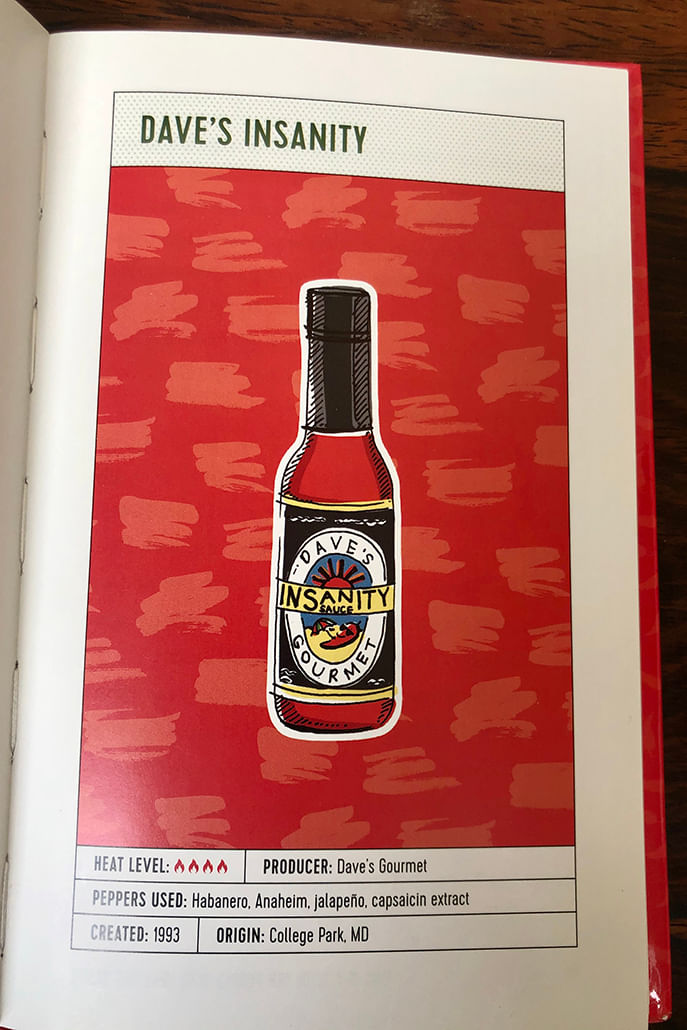 DAVE'S INSANITY
DAVE'S
INSANITY
SAUCE
GOURMET
HEAT LEVEL:
PRODUCER: Dave's Gourmet
PEPPERS USED: Habanero, Anaheim, jalapeño, capsaicin extract
CREATED: 1993
ORIGIN: College Park, MD